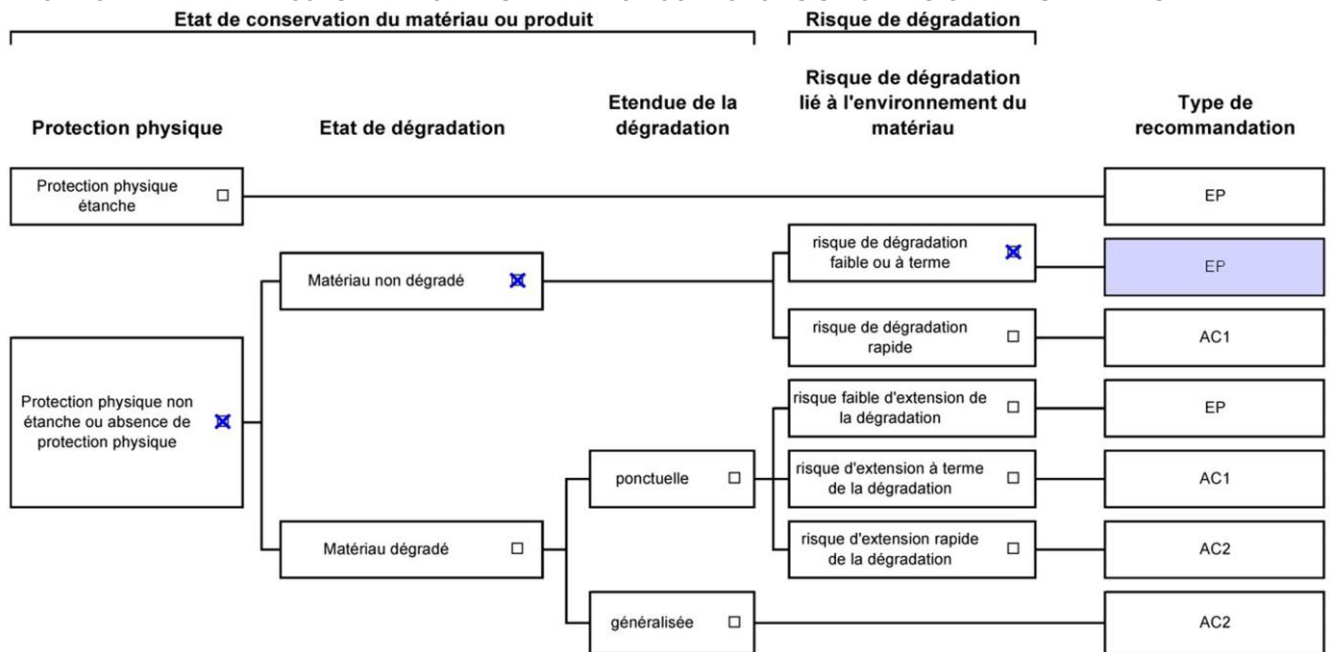 Etat de conservation du matériau ou produit
Risque de dégradation
Protection physique
Etat de dégradation
Etendue de la
dégradation
Risque de dégradation
lié à l'environnement du
matériau
Type de
recommandation
Protection physique
étanche
EP
risque de dégradation
faible ou à terme
EP
Matériau non dégradé
risque de dégradation
rapide
AC1
Protection physique non
étanche ou absence de
protection physique
risque faible d'extension de
la dégradation
EP
ponctuelle
risque d'extension à terme
de la dégradation
AC1
Matériau dégradé
risque d'extension rapide
de la dégradation
AC2
généralisée
AC2